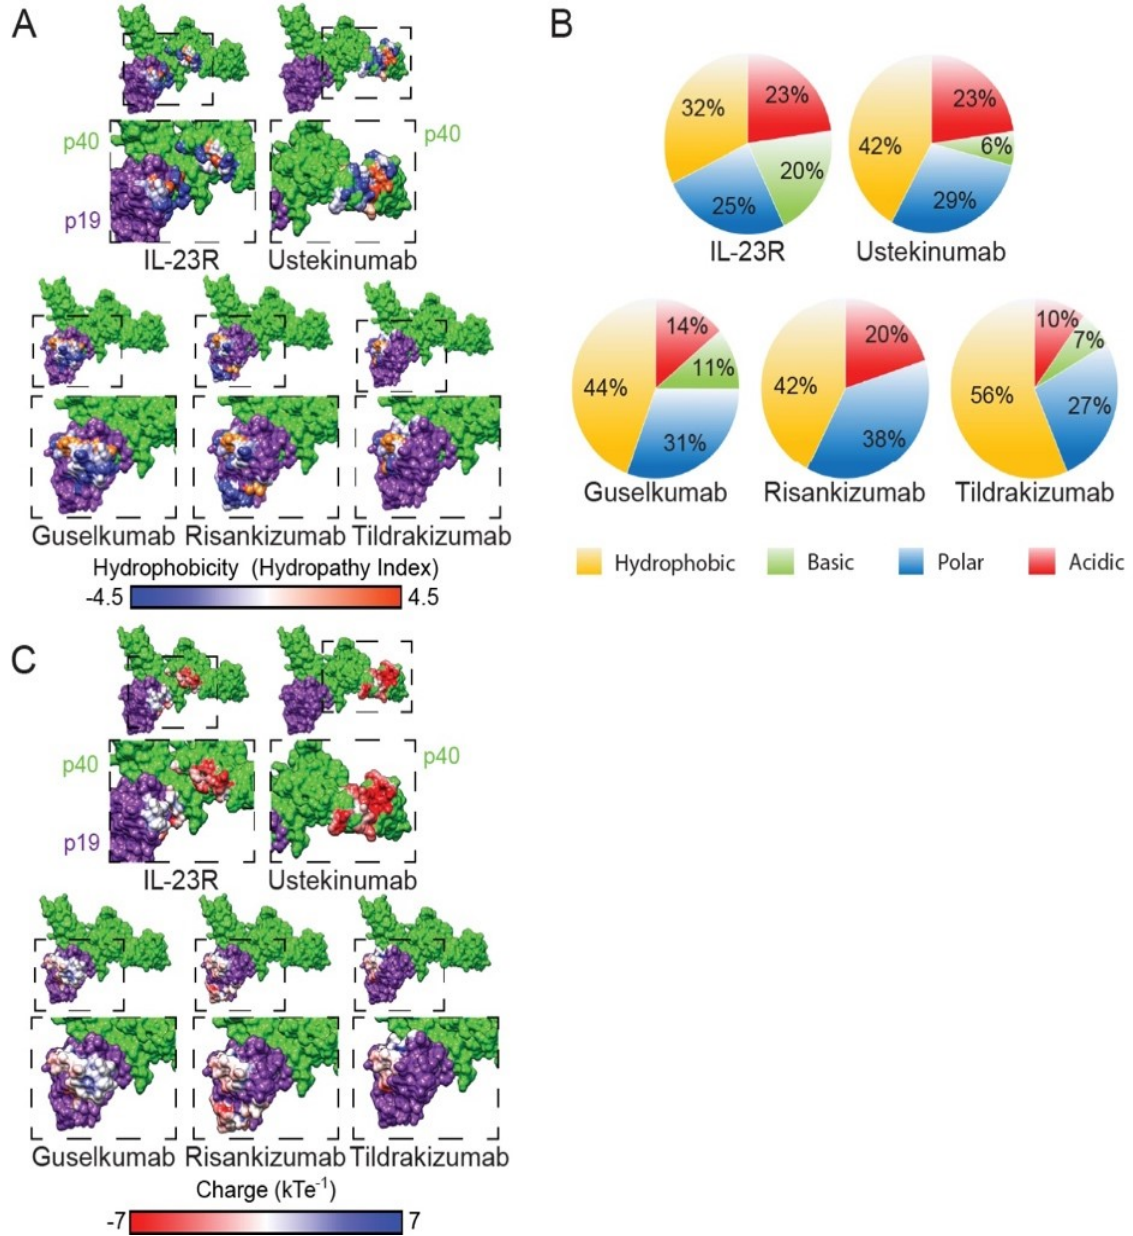 A
p40
p19
p40
IL-23R
Ustekinumab
Guselkumab
Risankizumab
Tildrakizumab
Hydrophobicity (Hydropathy Index)
-4.5
4.5
B
32%
23%
20%
25%
IL-23R
42%
23%
6%
29%
Ustekinumab
44%
14%
11%
31%
Guselkumab
42%
20%
38%
Risankizumab
56%
10%
7%
27%
Tildrakizumab
Hydrophobic
Basic
Polar
Acidic
C
p40
p19
p40
IL-23R
Ustekinumab
Guselkumab
Risankizumab
Tildrakizumab
Charge (kTe⁻¹)
-7
7